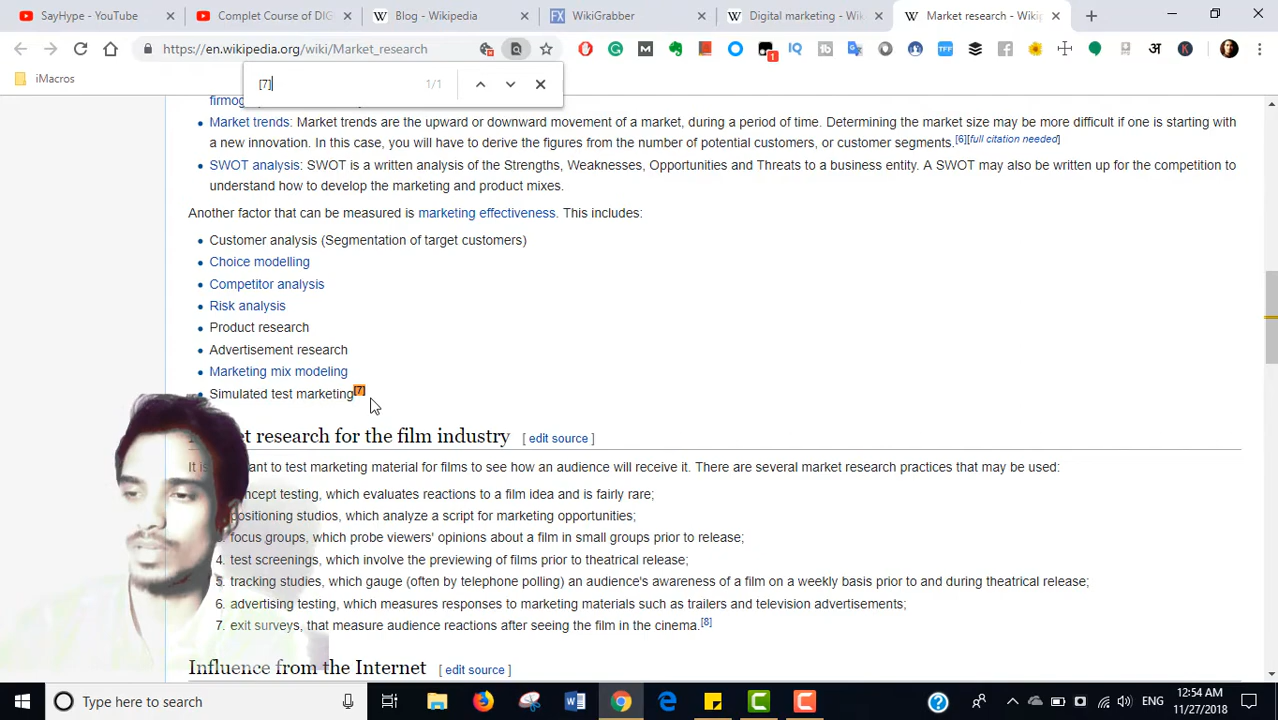 SayHype - YouTube
Complet Course of DIG
Blog - Wikipedia
WikiGrabber
Digital marketing - Wik
Market research - Wikip
https://en.wikipedia.org/wiki/Market_research
iMacros
[7]
1/1
Market trends: Market trends are the upward or downward movement of a market, during a period of time. Determining the market size may be more difficult if one is starting with
a new innovation. In this case, you will have to derive the figures from the number of potential customers, or customer segments.[6][full citation needed]
SWOT analysis: SWOT is a written analysis of the Strengths, Weaknesses, Opportunities and Threats to a business entity. A SWOT may also be written up for the competition to
understand how to develop the marketing and product mixes.
Another factor that can be measured is marketing effectiveness. This includes:
Customer analysis (Segmentation of target customers)
Choice modelling
Competitor analysis
Risk analysis
Product research
Advertisement research
Marketing mix modeling
Simulated test marketing[7]
research for the film industry [ edit source ]
to test marketing material for films to see how an audience will receive it. There are several market research practices that may be used:
testing, which evaluates reactions to a film idea and is fairly rare;
positioning studios, which analyze a script for marketing opportunities;
focus groups, which probe viewers' opinions about a film in small groups prior to release;
4. test screenings, which involve the previewing of films prior to theatrical release;
5. tracking studies, which gauge (often by telephone polling) an audience's awareness of a film on a weekly basis prior to and during theatrical release;
6. advertising testing, which measures responses to marketing materials such as trailers and television advertisements;
7. exit surveys, that measure audience reactions after seeing the film in the cinema.[8]
Influence from the Internet [ edit source ]
Type here to search
ENG
12:54 AM
11/27/2018